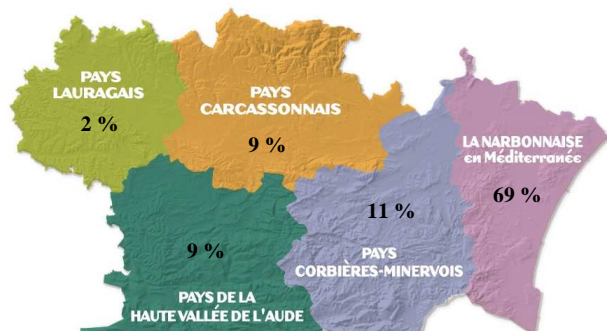 PAYS
LAURAGAIS
2 %
PAYS
CARCASSONNAIS
9 %
LA NARBONNAISE
en Méditerranée
69 %
11 %
PAYS
CORBIÈRES-MINERVOIS
9 %
PAYS DE LA
HAUTE VALLÉE DE L'AUDE